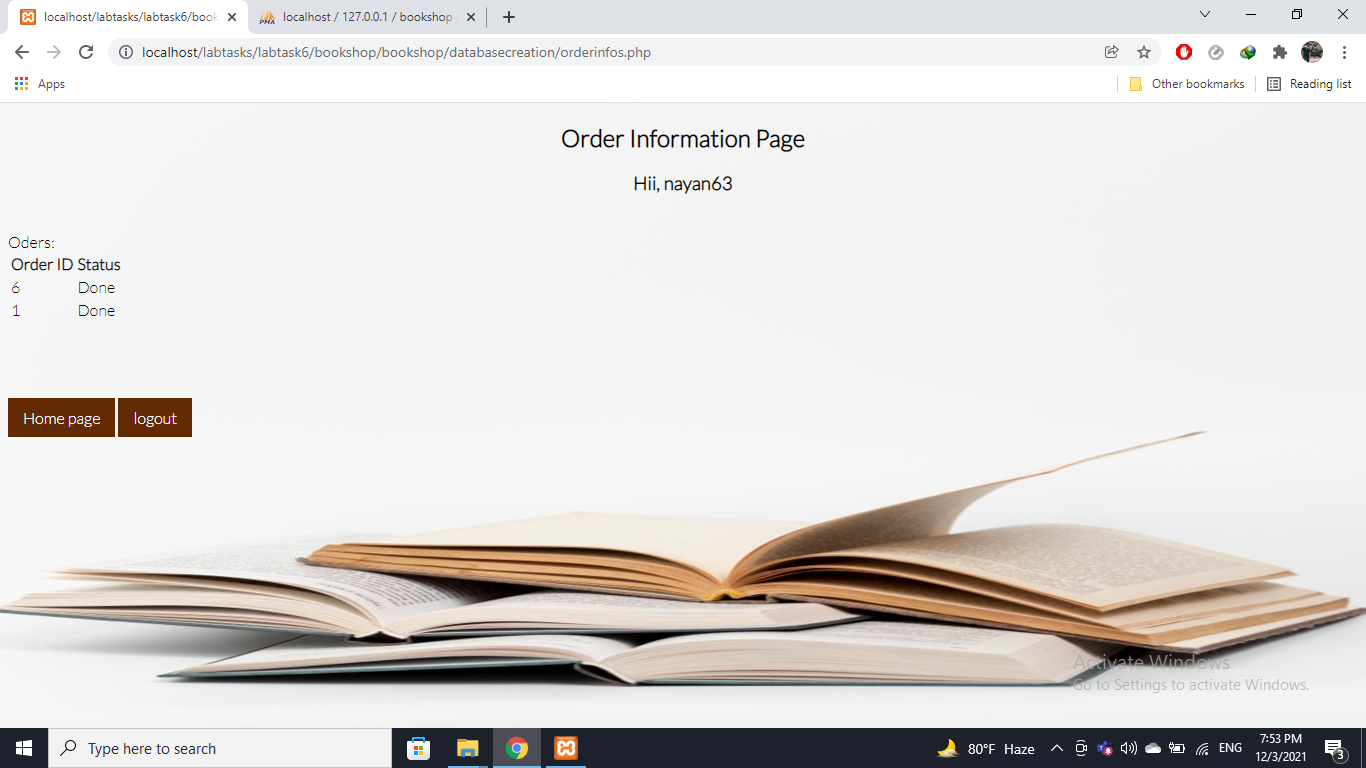 localhost/labtasks/labtask6/book
localhost / 127.0.0.1 / bookshop
localhost/labtasks/labtask6/bookshop/bookshop/databasecreation/orderinfos.php
Apps
Other bookmarks
Reading list
Order Information Page
Hii, nayan63
Oders:
Order ID Status
6 Done
1 Done
Home page logout
Activate Windows
Go to Settings to activate Windows.
Type here to search
80°F Haze
ENG
7:53 PM
12/3/2021
3